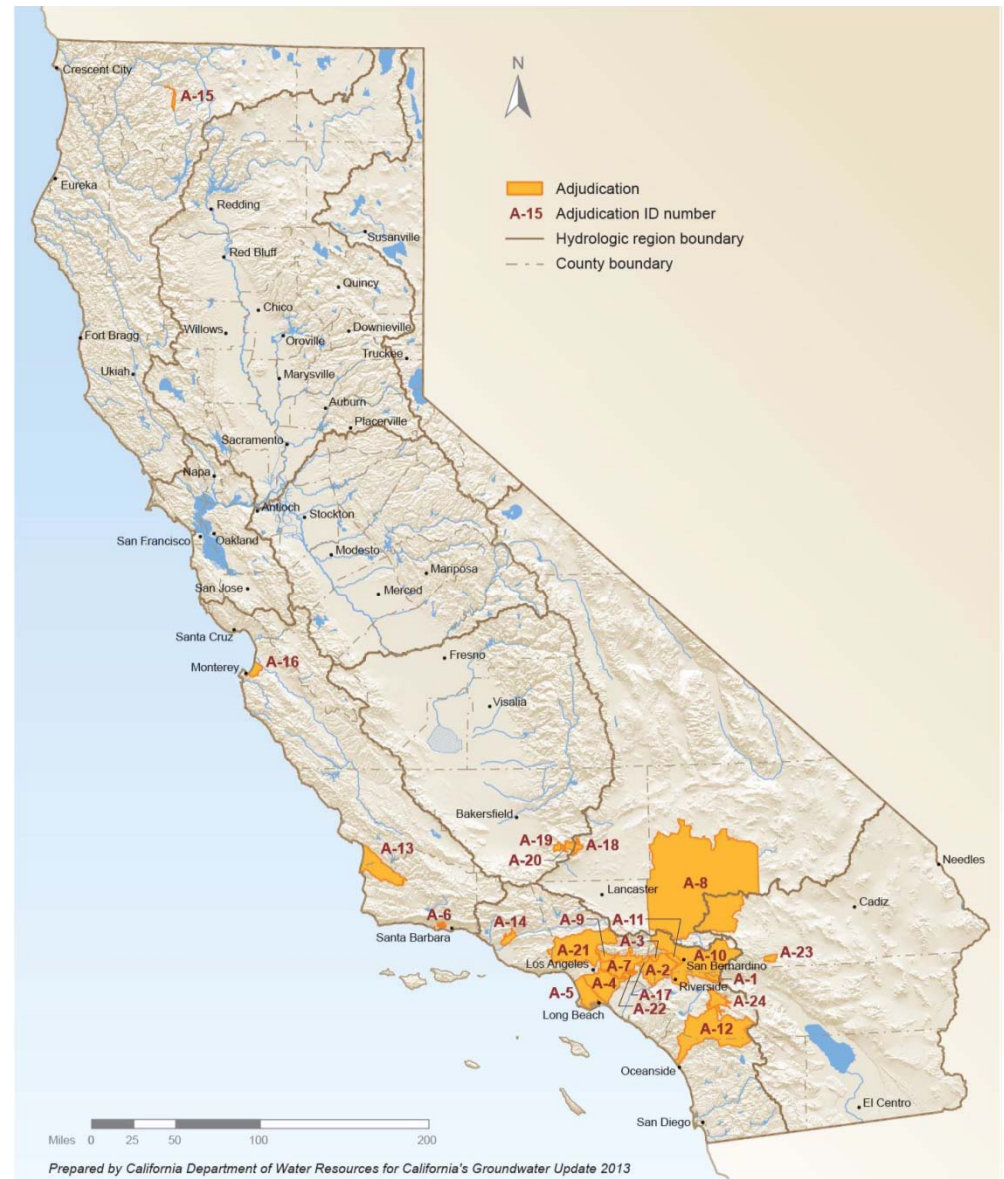 N
Crescent City
A-15
Eureka
Adjudication
A-15 Adjudication ID number
Hydrologic region boundary
County boundary
Redding
Susanville
Red Bluff
Quincy
Chico
Willows
Downieville
Oroville
Fort Bragg
Truckee
Ukiah
Marysville
Auburn
Placerville
Sacramento
Napa
Antioch
Stockton
San Francisco
Oakland
Modesto
Mariposa
San Jose
Merced
Santa Cruz
Fresno
A-16
Monterey
Visalia
Bakersfield
A-19
A-18
A-13
A-20
Needles
A-8
Lancaster
Cadiz
A-6
A-9
A-11
A-14
Santa Barbara
A-3
A-21
A-10
A-23
Los Angeles
A-7
A-2
San Bernardino
A-1
A-4
Riverside
A-5
A-17
A-24
A-22
Long Beach
A-12
Oceanside
El Centro
San Diego
Miles 0 25 50 100 200
Prepared by California Department of Water Resources for California's Groundwater Update 2013